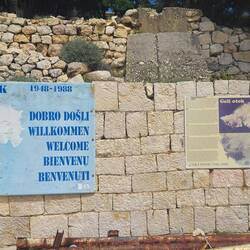 K 1948-1988
DOBRO DOŠLI
WILLKOMMEN
WELCOME
BIENVENU
BENVENUTI
Goli otok